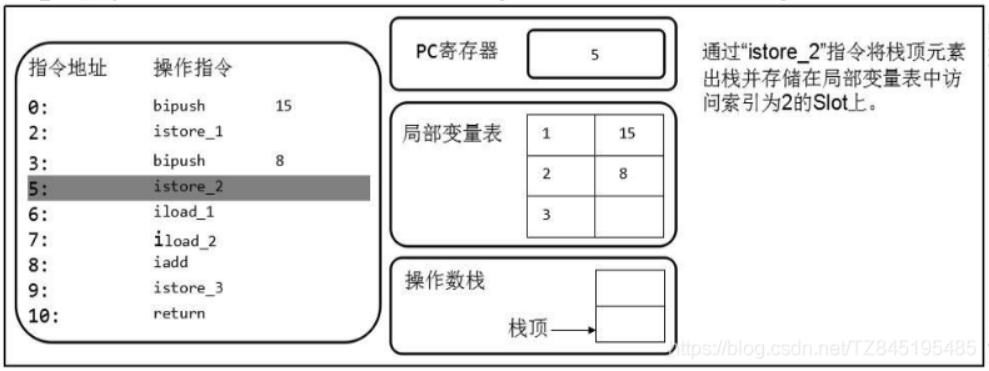 指令地址 操作指令
0: bipush 15
2: istore_1
3: bipush 8
5: istore_2
6: iload_1
7: iload_2
8: iadd
9: istore_3
10: return
PC寄存器 5
局部变量表
1 15
2 8
3
操作数栈
栈顶
通过“istore_2”指令将栈顶元素
出栈并存储在局部变量表中访
问索引为2的Slot上。
https://blog.csdn.net/TZ845195485